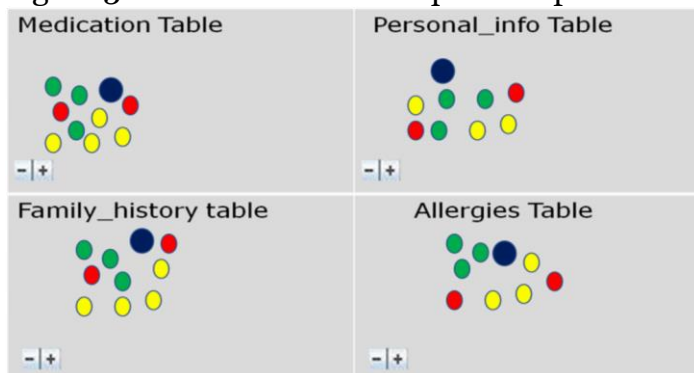 Medication Table
Personal_info Table
- +
- +
Family_history table
Allergies Table
- +
- +